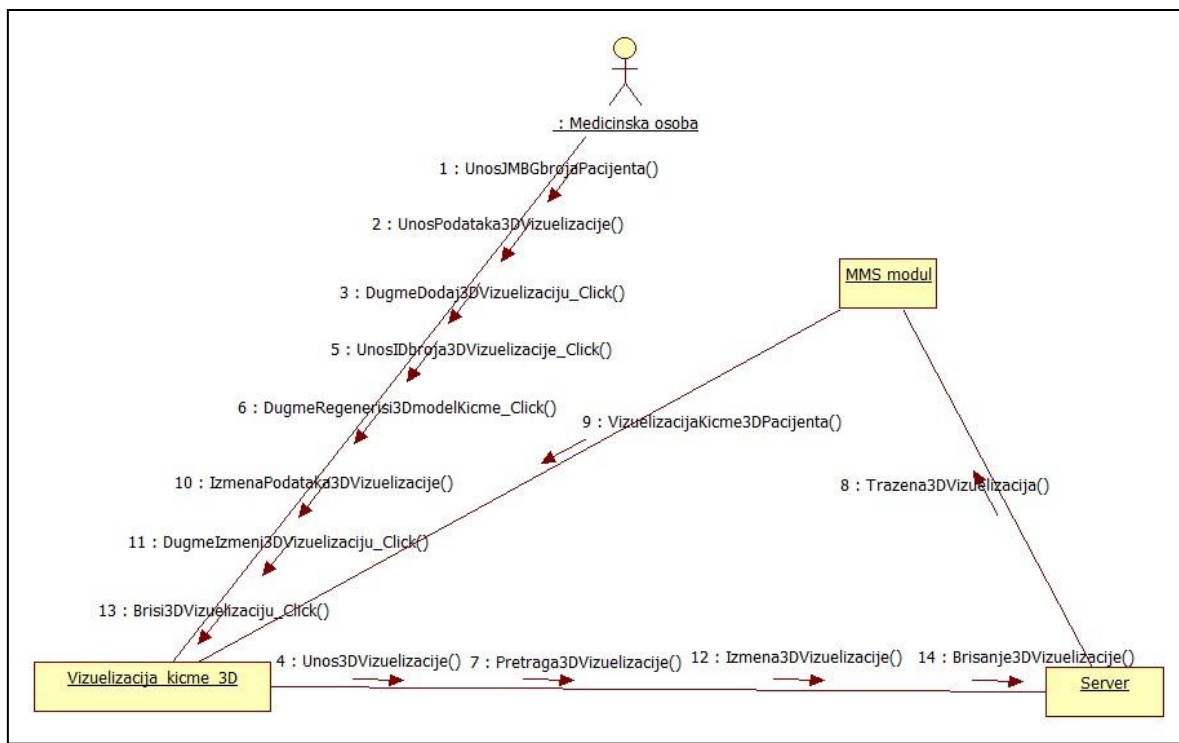 : Medicinska osoba
1 : UnosJMBGbrojaPacijenta()
2 : UnosPodataka3DVizuelizacije()
MMS modul
3 : DugmeDodaj3DVizuelizaciju_Click()
5 : UnosIDbroja3DVizuelizacije_Click()
6 : DugmeRegenerisi3DmodelKicme_Click()
9 : VizuelizacijaKicme3DPacijenta()
10 : IzmenaPodataka3DVizuelizacije()
8 : Trazena3DVizuelizacija()
11 : DugmeIzmeni3DVizuelizaciju_Click()
13 : Brisi3DVizuelizaciju_Click()
4 : Unos3DVizuelizacije()
7 : Pretraga3DVizuelizacije()
12 : Izmena3DVizuelizacije()
14 : Brisanje3DVizuelizacije()
Vizuelizacija_kicme_3D
Server